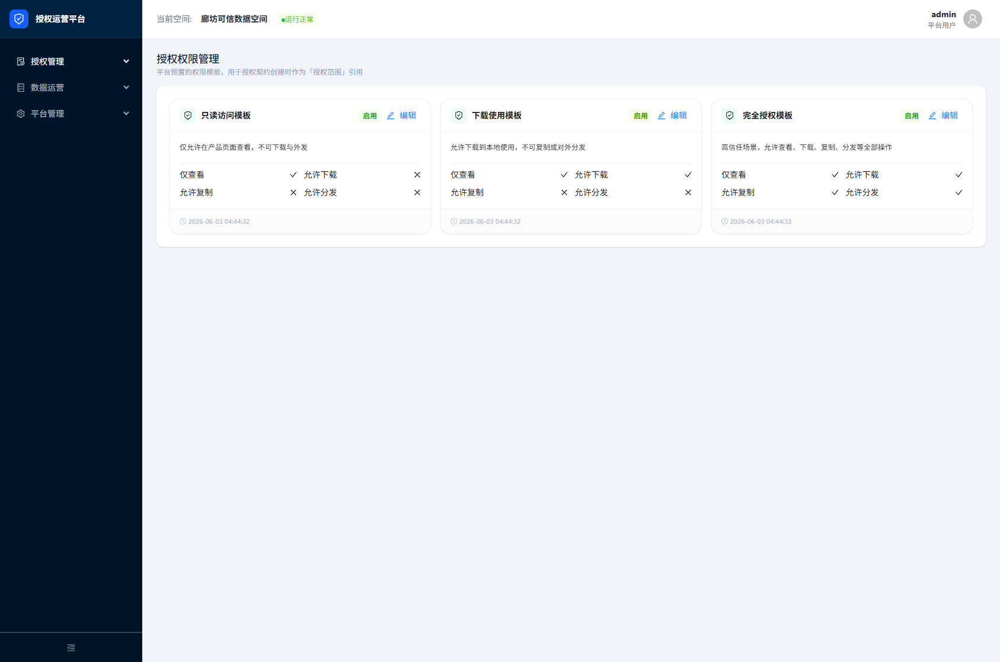 授权运营平台
授权管理
数据运营
平台管理
当前空间: 廊坊可信数据空间 运行正常
admin
平台用户
授权权限管理
平台预置的权限模板，用于授权契约创建时作为「授权范围」引用
只读访问模板 启用 编辑
仅允许在产品页面查看，不可下载与外发
仅查看 允许下载
允许复制 允许分发
2026-06-03 04:44:32
下载使用模板 启用 编辑
允许下载到本地使用，不可复制或对外分发
仅查看 允许下载
允许复制 允许分发
2026-06-03 04:44:32
完全授权模板 启用 编辑
高信任场景，允许查看、下载、复制、分发等全部操作
仅查看 允许下载
允许复制 允许分发
2026-06-03 04:44:33